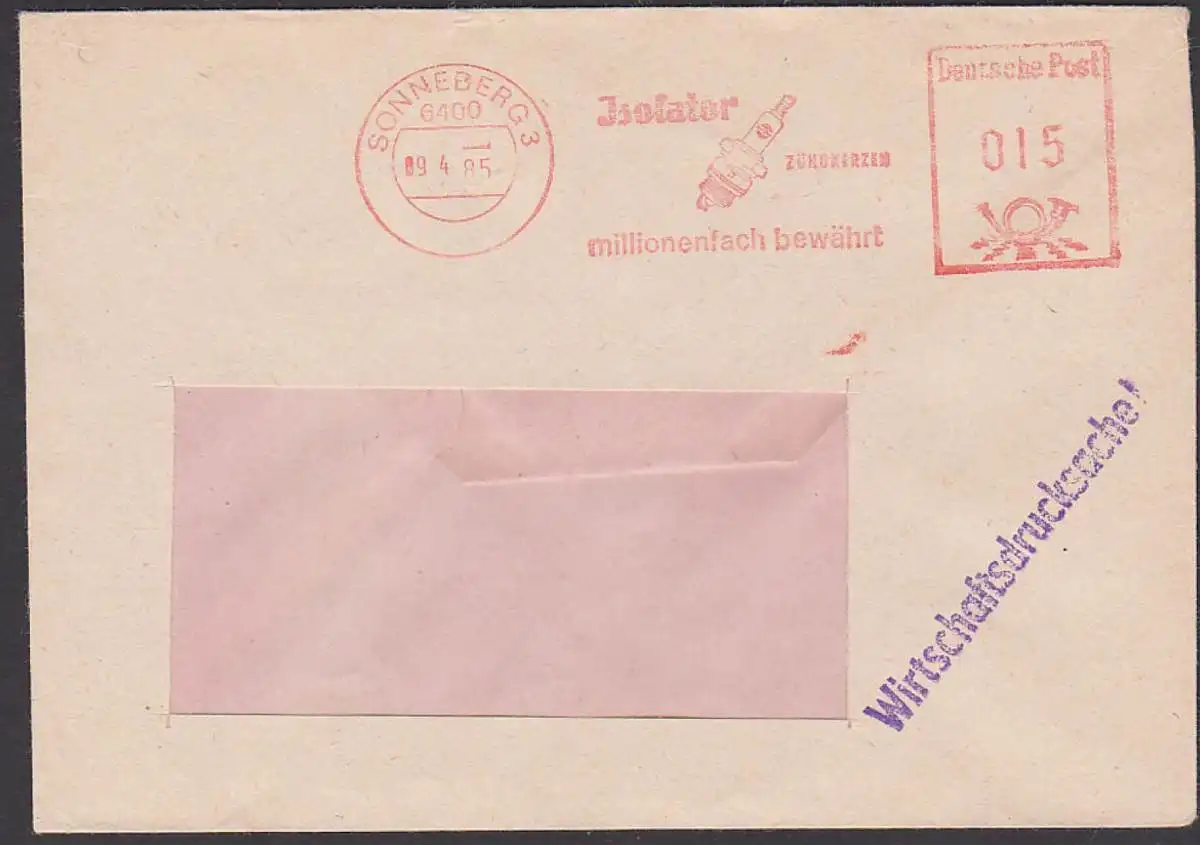 SONNEBERG 3
6400
09.4.85
Isolator
ZÜNDKERZEN
millionenfach bewährt
Deutsche Post
015
Wirtschaftsdrucksache!